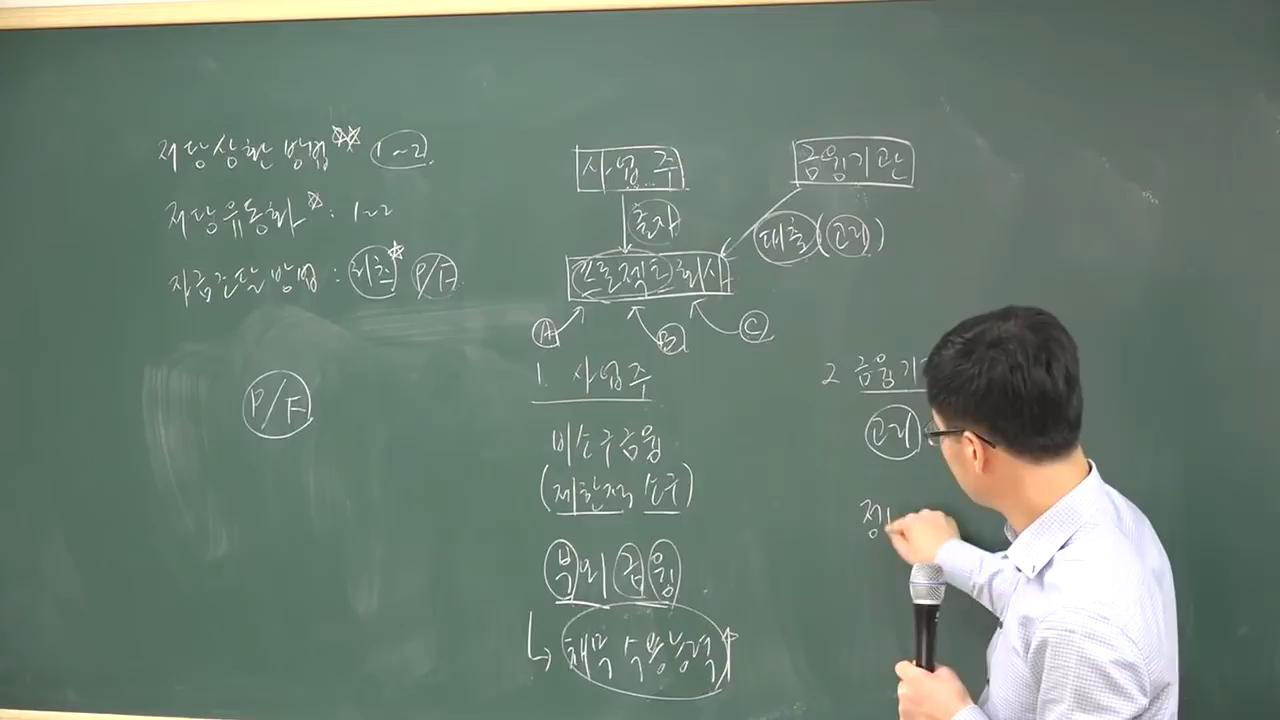 저당상환방법 1~2
저당유동화 : 1~2
자금조달방법 : P/F
P/F
사업주
출자
금융기관
대출 (고리)
프로젝트 회사
A B C
1. 사업주
비소구금융
(제한적 소구)
부외금융
↳ 채무수용능력↑
2 금융기
고리
정